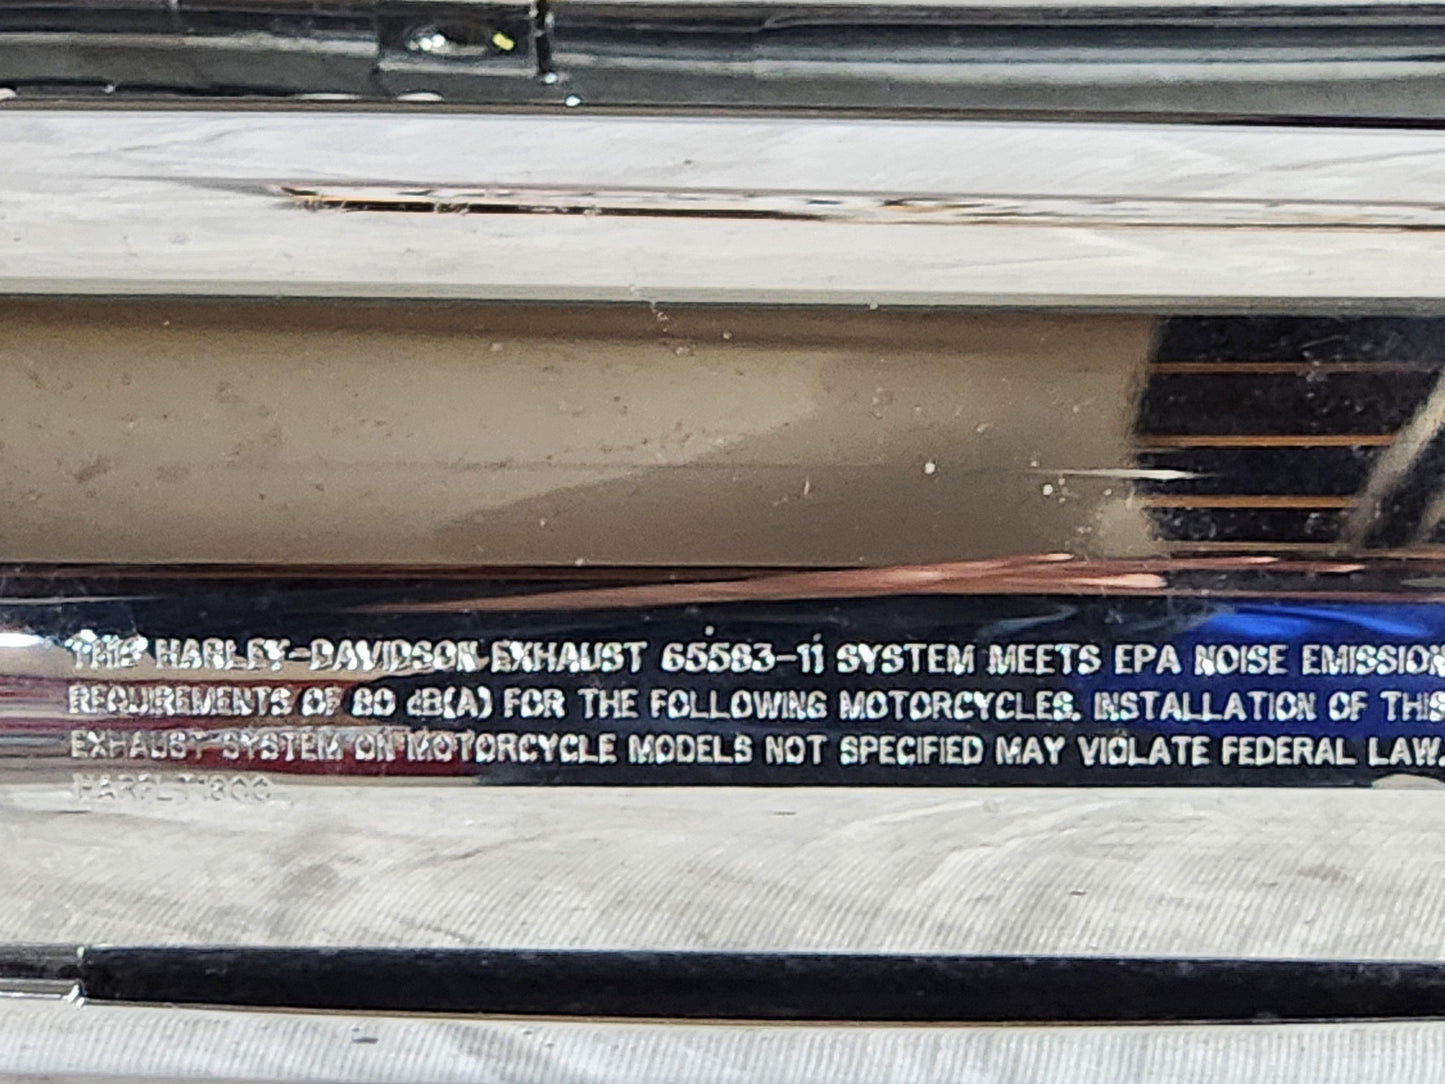 THIS HARLEY-DAVIDSON EXHAUST 65583-11 SYSTEM MEETS EPA NOISE EMISSION
REQUIREMENTS OF 80 dB(A) FOR THE FOLLOWING MOTORCYCLES. INSTALLATION OF THIS
EXHAUST SYSTEM ON MOTORCYCLE MODELS NOT SPECIFIED MAY VIOLATE FEDERAL LAW.